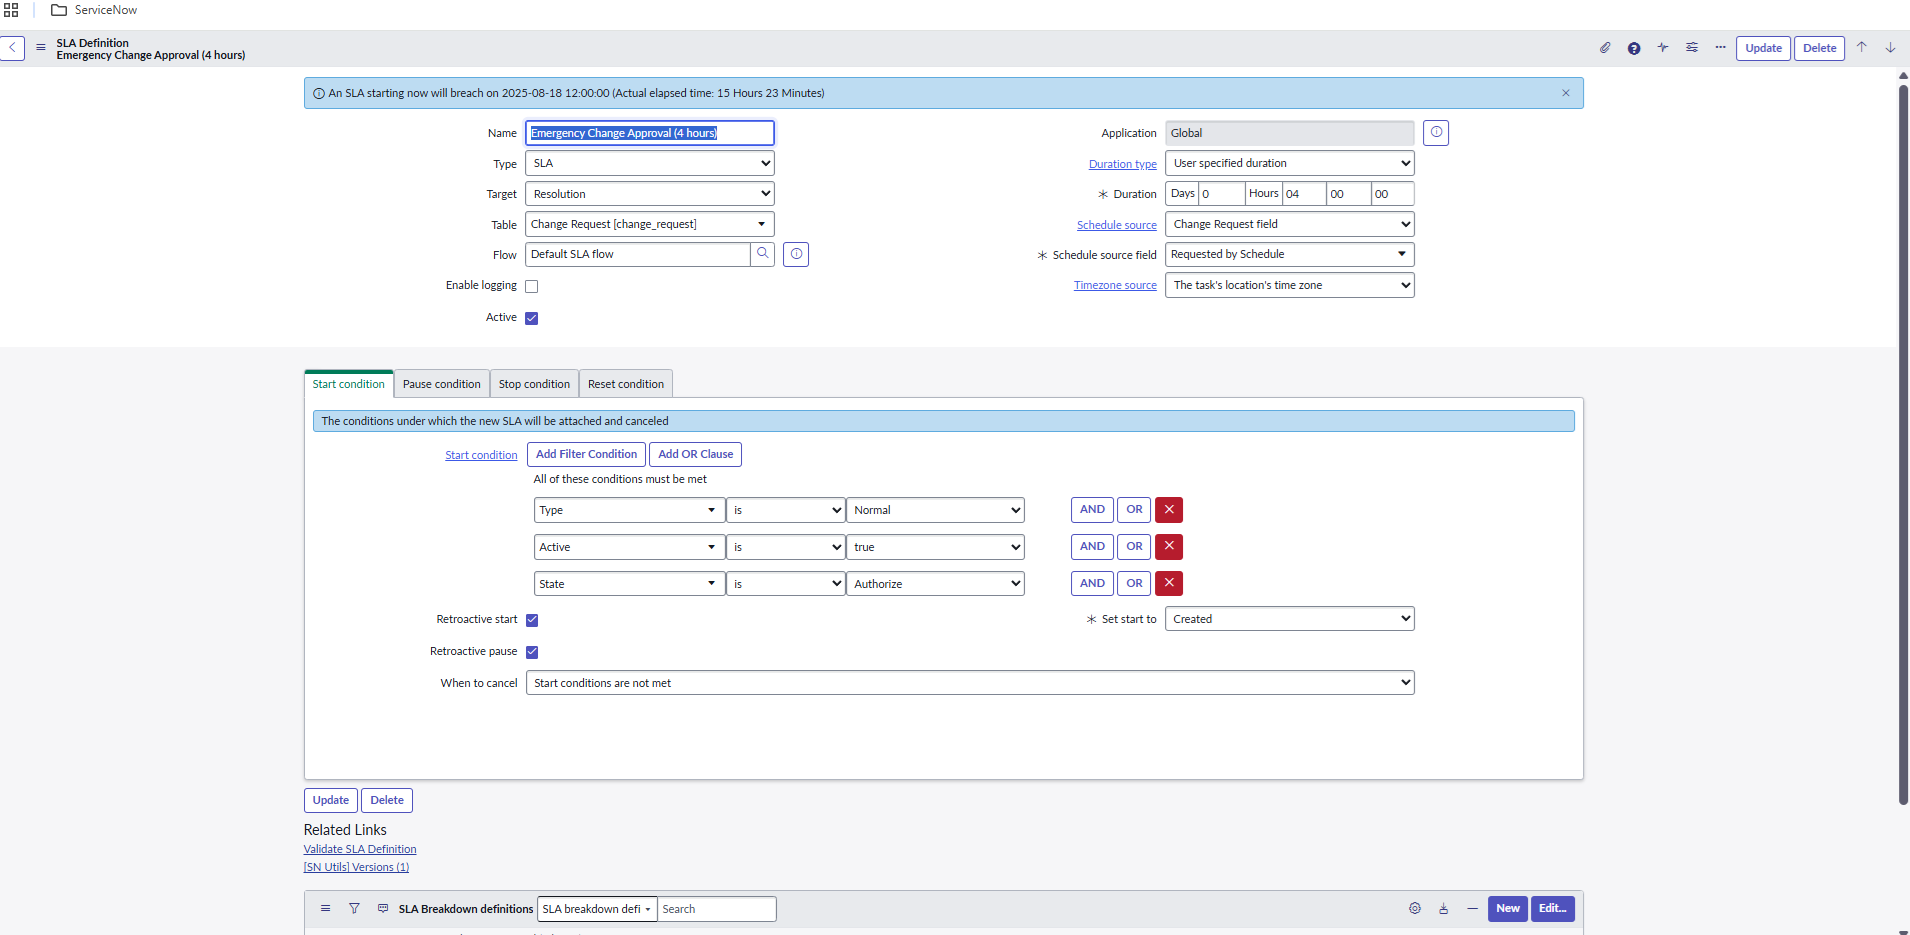 ServiceNow
SLA Definition
Emergency Change Approval (4 hours)
Update
Delete
An SLA starting now will breach on 2025-08-18 12:00:00 (Actual elapsed time: 15 Hours 23 Minutes)
Name Emergency Change Approval (4 hours)
Application Global
Type SLA
Duration type User specified duration
Target Resolution
Duration Days 0 Hours 04 00 00
Table Change Request [change_request]
Schedule source Change Request field
Flow Default SLA flow
Schedule source field Requested by Schedule
Enable logging
Timezone source The task's location's time zone
Active
Start condition Pause condition Stop condition Reset condition
The conditions under which the new SLA will be attached and canceled
Start condition Add Filter Condition Add OR Clause
All of these conditions must be met
Type is Normal AND OR
Active is true AND OR
State is Authorize AND OR
Retroactive start
Set start to Created
Retroactive pause
When to cancel Start conditions are not met
Update Delete
Related Links
Validate SLA Definition
[SN Utils] Versions (1)
SLA Breakdown definitions SLA breakdown defi Search New Edit...